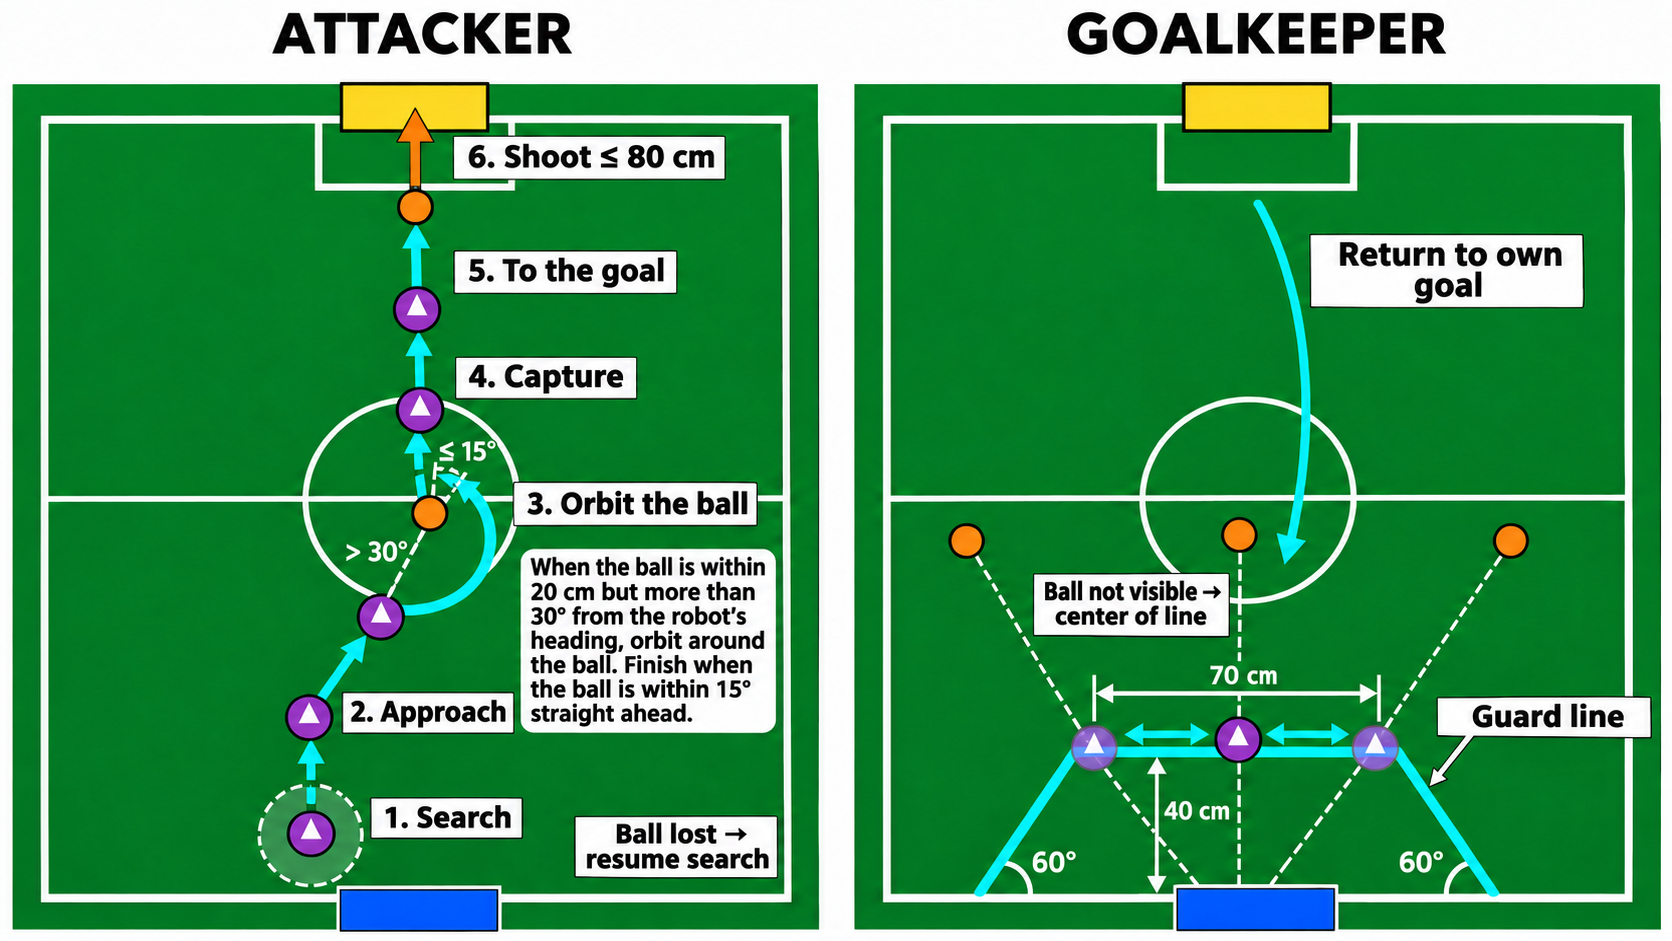 ATTACKER
6. Shoot ≤ 80 cm
5. To the goal
4. Capture
≤ 15°
3. Orbit the ball
> 30°
When the ball is within
20 cm but more than
30° from the robot's
heading, orbit around
the ball. Finish when
the ball is within 15°
straight ahead.
2. Approach
1. Search
Ball lost →
resume search
GOALKEEPER
Return to own
goal
Ball not visible →
center of line
70 cm
Guard line
40 cm
60°
60°